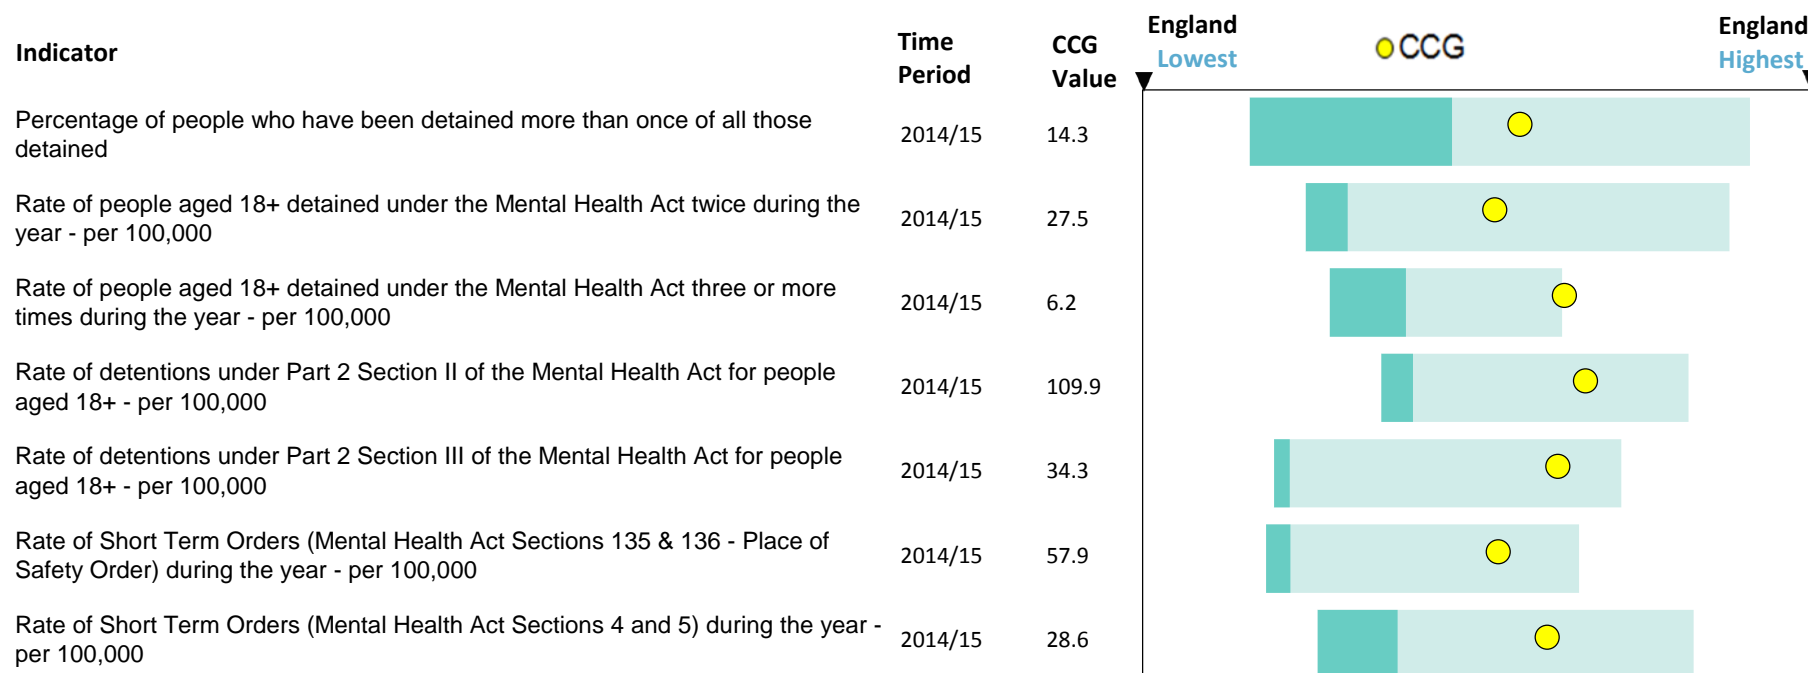 Indicator
Time
Period
CCG
Value
England
Lowest
CCG
England
Highest
Percentage of people who have been detained more than once of all those
detained
2014/15
14.3
Rate of people aged 18+ detained under the Mental Health Act twice during the
year - per 100,000
2014/15
27.5
Rate of people aged 18+ detained under the Mental Health Act three or more
times during the year - per 100,000
2014/15
6.2
Rate of detentions under Part 2 Section II of the Mental Health Act for people
aged 18+ - per 100,000
2014/15
109.9
Rate of detentions under Part 2 Section III of the Mental Health Act for people
aged 18+ - per 100,000
2014/15
34.3
Rate of Short Term Orders (Mental Health Act Sections 135 & 136 - Place of
Safety Order) during the year - per 100,000
2014/15
57.9
Rate of Short Term Orders (Mental Health Act Sections 4 and 5) during the year -
per 100,000
2014/15
28.6